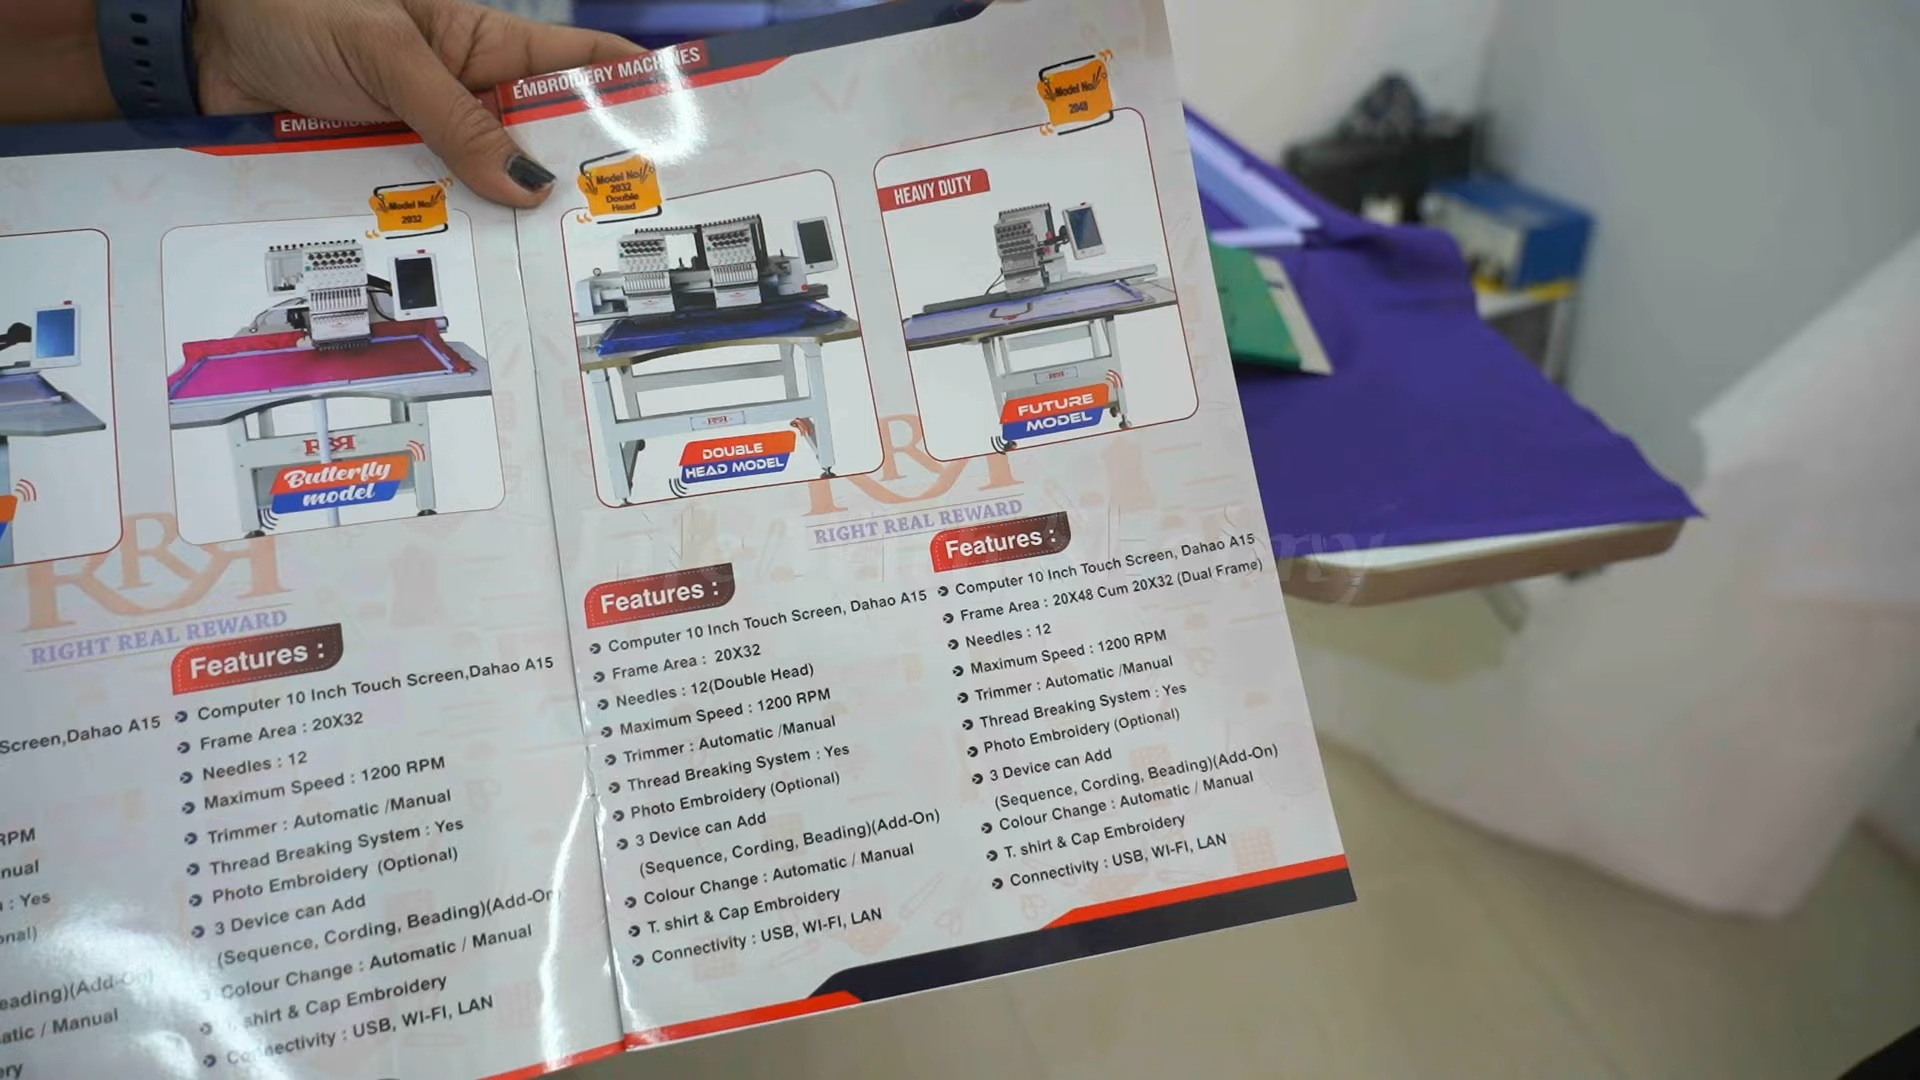 EMBROIDERY MACHINES
Model No.
2032
RRR
Butterfly
model
RRR
RIGHT REAL REWARD
Screen,Dahao A15
RPM
: Yes
Features :
Computer 10 Inch Touch Screen,Dahao A15
Frame Area : 20X32
Needles : 12
Maximum Speed : 1200 RPM
Trimmer : Automatic /Manual
Thread Breaking System : Yes
Photo Embroidery (Optional)
3 Device can Add
(Sequence, Cording, Beading)(Add-On)
Colour Change : Automatic / Manual
T. shirt & Cap Embroidery
Connectivity : USB, WI-FI, LAN
Model No.
2032
Double
Head
RRR
DOUBLE
HEAD MODEL
Features :
Computer 10 Inch Touch Screen, Dahao A15
Frame Area : 20X32
Needles : 12(Double Head)
Maximum Speed : 1200 RPM
Trimmer : Automatic /Manual
Thread Breaking System : Yes
Photo Embroidery (Optional)
3 Device can Add
(Sequence, Cording, Beading)(Add-On)
Colour Change : Automatic / Manual
T. shirt & Cap Embroidery
Connectivity : USB, WI-FI, LAN
Model No.
2048
HEAVY DUTY
RRR
FUTURE
MODEL
RRR
RIGHT REAL REWARD
Features :
Computer 10 Inch Touch Screen, Dahao A15
Frame Area : 20X48 Cum 20X32 (Dual Frame)
Needles : 12
Maximum Speed : 1200 RPM
Trimmer : Automatic /Manual
Thread Breaking System : Yes
Photo Embroidery (Optional)
3 Device can Add
(Sequence, Cording, Beading)(Add-On)
Colour Change : Automatic / Manual
T. shirt & Cap Embroidery
Connectivity : USB, WI-FI, LAN